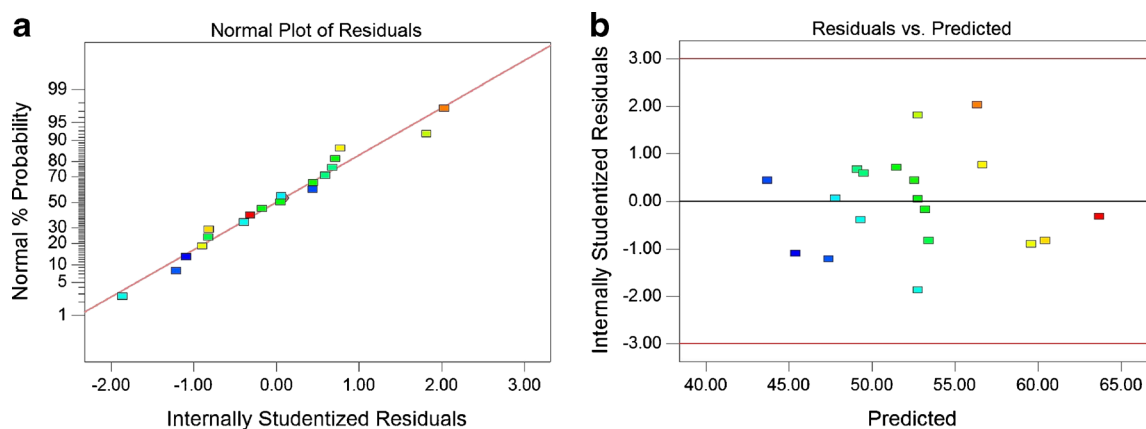 a
Normal Plot of Residuals
Normal % Probability
99
95
90
80
70
50
30
20
10
5
1
-2.00 -1.00 0.00 1.00 2.00 3.00
Internally Studentized Residuals
b
Residuals vs. Predicted
Internally Studentized Residuals
3.00
2.00
1.00
0.00
-1.00
-2.00
-3.00
40.00 45.00 50.00 55.00 60.00 65.00
Predicted